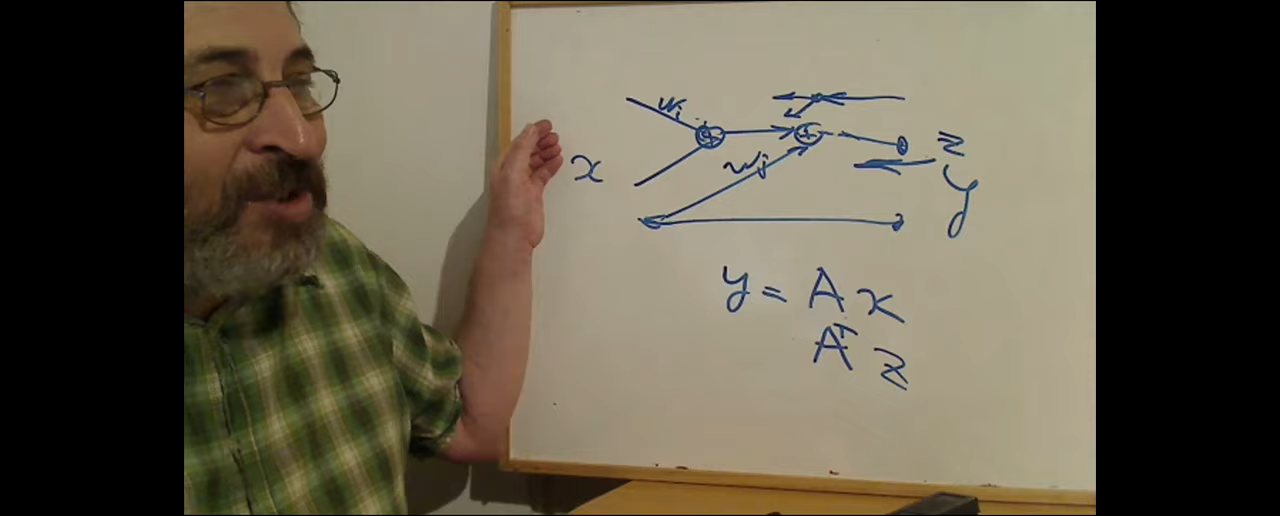 wᵢ
x
wⱼ
z
y
y = A x
Aᵀ z